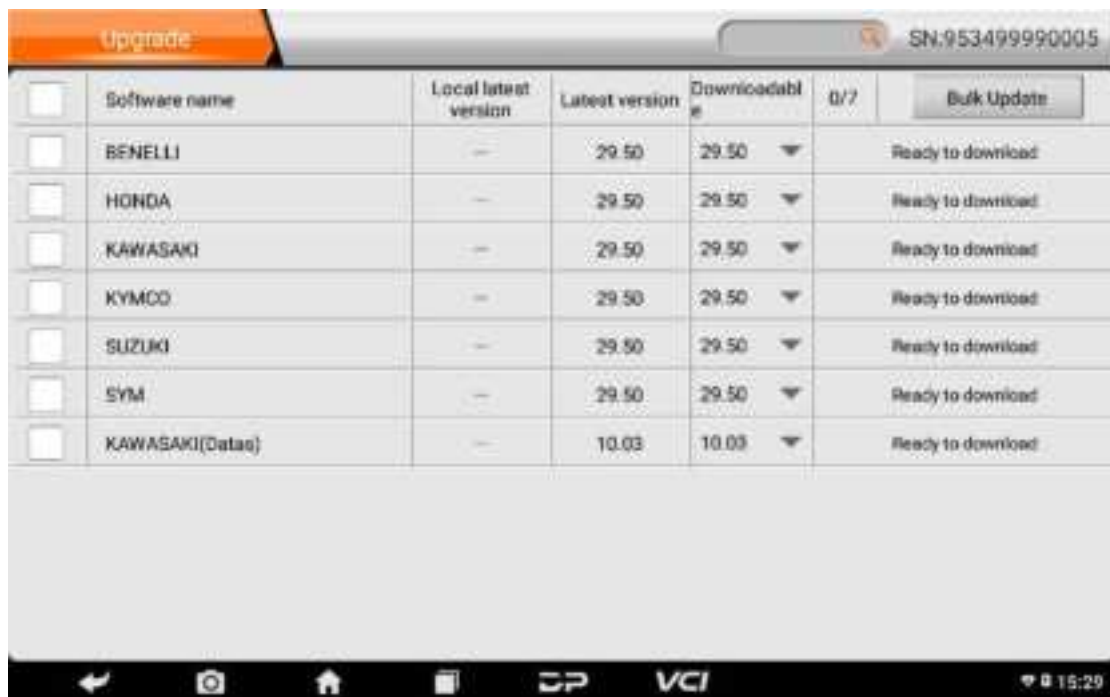 Upgrade
SN:953499990005
Software name
Local latest
version
Latest version
Downloadabl
e
0/7
Bulk Update
BENELLI -- 29.50 29.50 Ready to download
HONDA -- 29.50 29.50 Ready to download
KAWASAKI -- 29.50 29.50 Ready to download
KYMCO -- 29.50 29.50 Ready to download
SUZUKI -- 29.50 29.50 Ready to download
SYM -- 29.50 29.50 Ready to download
KAWASAKI(Datas) -- 10.03 10.03 Ready to download
VCI
15:29